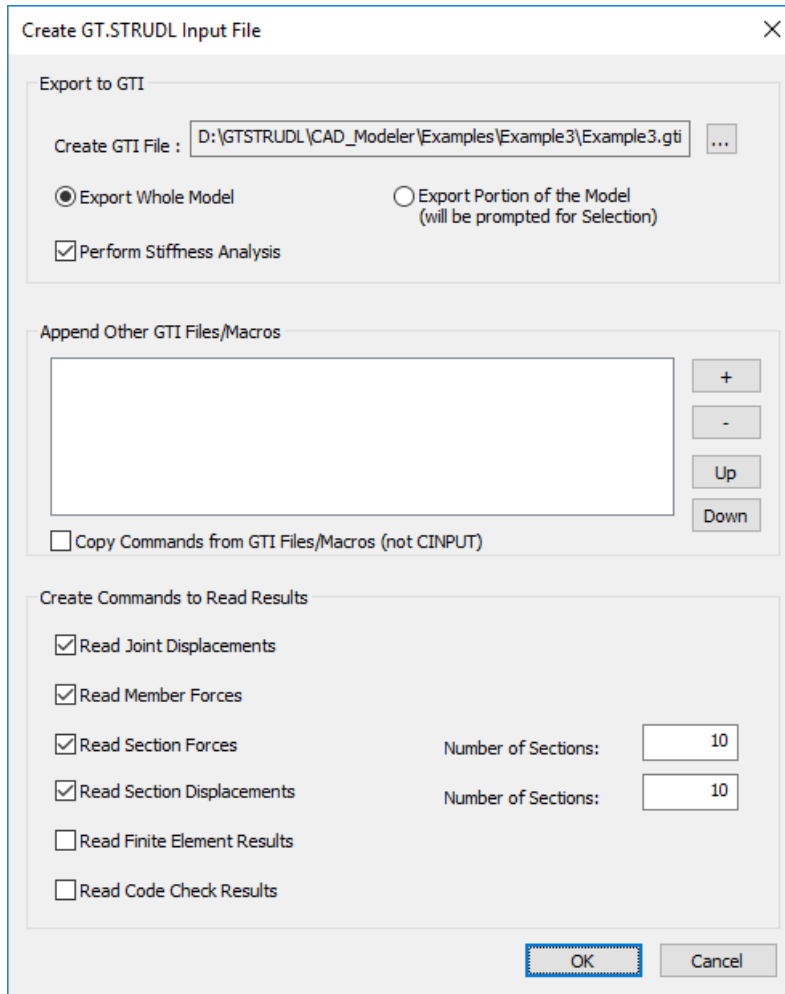 Create GT.STRUDL Input File
Export to GTI
Create GTI File : D:\GTSTRUDL\CAD_Modeler\Examples\Example3\Example3.gti ...
Export Whole Model
Export Portion of the Model
(will be prompted for Selection)
Perform Stiffness Analysis
Append Other GTI Files/Macros
+
-
Up
Down
Copy Commands from GTI Files/Macros (not CINPUT)
Create Commands to Read Results
Read Joint Displacements
Read Member Forces
Read Section Forces Number of Sections: 10
Read Section Displacements Number of Sections: 10
Read Finite Element Results
Read Code Check Results
OK Cancel